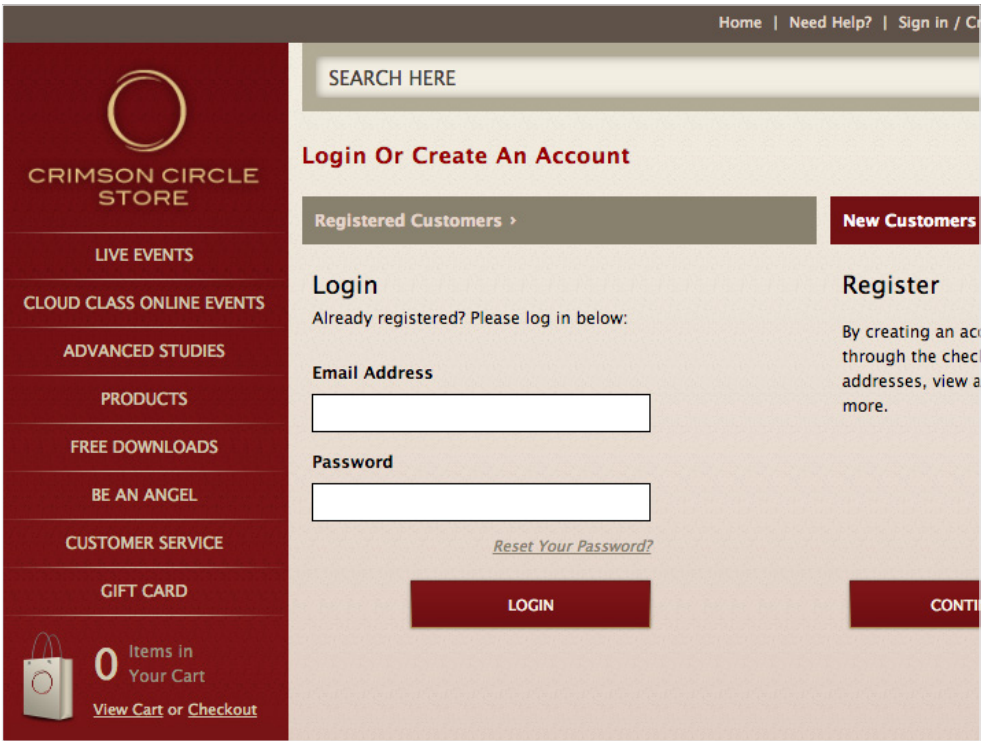 Home | Need Help? | Sign in /
SEARCH HERE
CRIMSON CIRCLE
STORE
LIVE EVENTS
CLOUD CLASS ONLINE EVENTS
ADVANCED STUDIES
PRODUCTS
FREE DOWNLOADS
BE AN ANGEL
CUSTOMER SERVICE
GIFT CARD
0 Items in
Your Cart
View Cart or Checkout
Login Or Create An Account
Registered Customers ›
Login
Already registered? Please log in below:
Email Address
Password
Reset Your Password?
LOGIN
New Customers
Register
By creating an
through the
addresses, view
more.